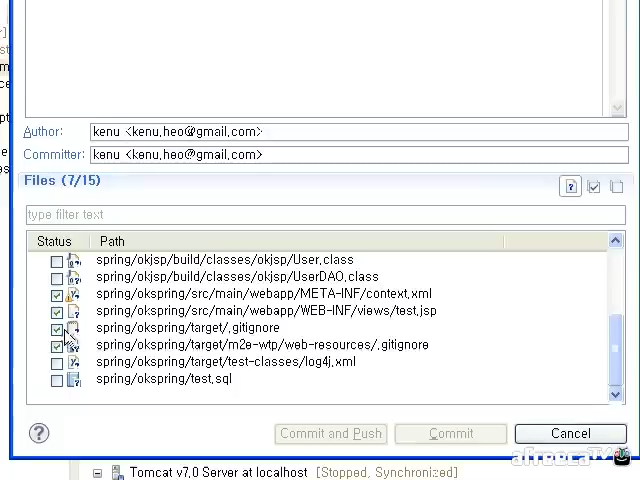 Author: kenu <kenu.heo@gmail.com>
Committer: kenu <kenu.heo@gmail.com>
Files (7/15)
type filter text
Status Path
spring/okjsp/build/classes/okjsp/User.class
spring/okjsp/build/classes/okjsp/UserDAO.class
spring/okspring/src/main/webapp/META-INF/context.xml
spring/okspring/src/main/webapp/WEB-INF/views/test.jsp
spring/okspring/target/.gitignore
spring/okspring/target/m2e-wtp/web-resources/.gitignore
spring/okspring/target/test-classes/log4j.xml
spring/okspring/test.sql
Commit and Push Commit Cancel
afreecaTV
Tomcat v7.0 Server at localhost [Stopped, Synchronized]